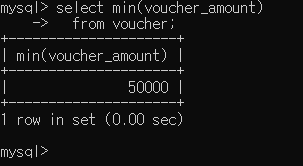 mysql> select min(voucher_amount)
    ->   from voucher;
+---------------------+
| min(voucher_amount) |
+---------------------+
|               50000 |
+---------------------+
1 row in set (0.00 sec)
mysql>